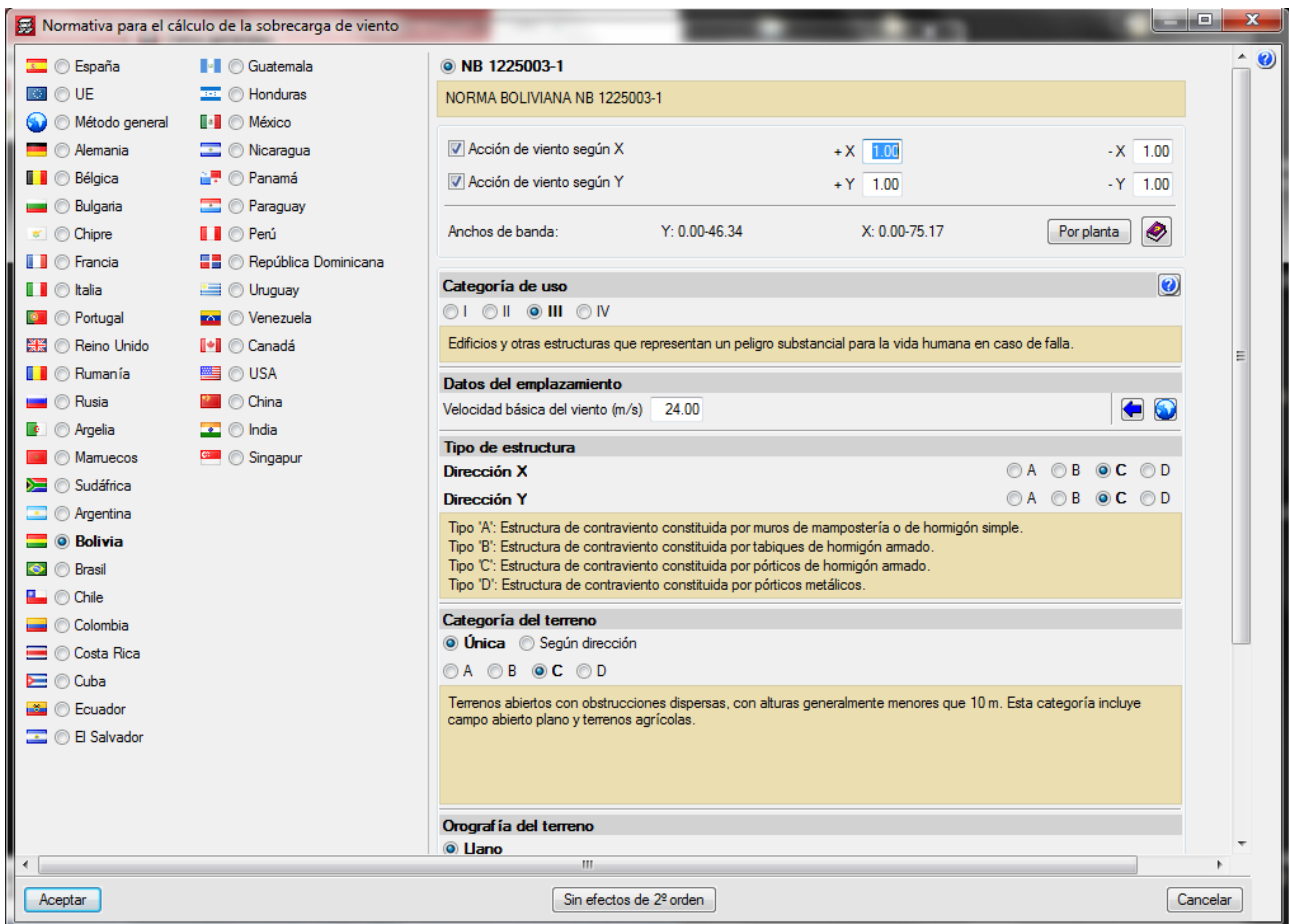 Normativa para el cálculo de la sobrecarga de viento
España
UE
Método general
Alemania
Bélgica
Bulgaria
Chipre
Francia
Italia
Portugal
Reino Unido
Rumanía
Rusia
Argelia
Marruecos
Sudáfrica
Argentina
Bolivia
Brasil
Chile
Colombia
Costa Rica
Cuba
Ecuador
El Salvador
Guatemala
Honduras
México
Nicaragua
Panamá
Paraguay
Perú
República Dominicana
Uruguay
Venezuela
Canadá
USA
China
India
Singapur
NB 1225003-1
NORMA BOLIVIANA NB 1225003-1
Acción de viento según X + X 1.00 - X 1.00
Acción de viento según Y + Y 1.00 - Y 1.00
Anchos de banda: Y: 0.00-46.34 X: 0.00-75.17 Por planta
Categoría de uso
I II III IV
Edificios y otras estructuras que representan un peligro substancial para la vida humana en caso de falla.
Datos del emplazamiento
Velocidad básica del viento (m/s) 24.00
Tipo de estructura
Dirección X A B C D
Dirección Y A B C D
Tipo 'A': Estructura de contraviento constituida por muros de mampostería o de hormigón simple.
Tipo 'B': Estructura de contraviento constituida por tabiques de hormigón armado.
Tipo 'C': Estructura de contraviento constituida por pórticos de hormigón armado.
Tipo 'D': Estructura de contraviento constituida por pórticos metálicos.
Categoría del terreno
Única Según dirección
A B C D
Terrenos abiertos con obstrucciones dispersas, con alturas generalmente menores que 10 m. Esta categoría incluye
campo abierto plano y terrenos agrícolas.
Orografía del terreno
Llano
Aceptar Sin efectos de 2º orden Cancelar